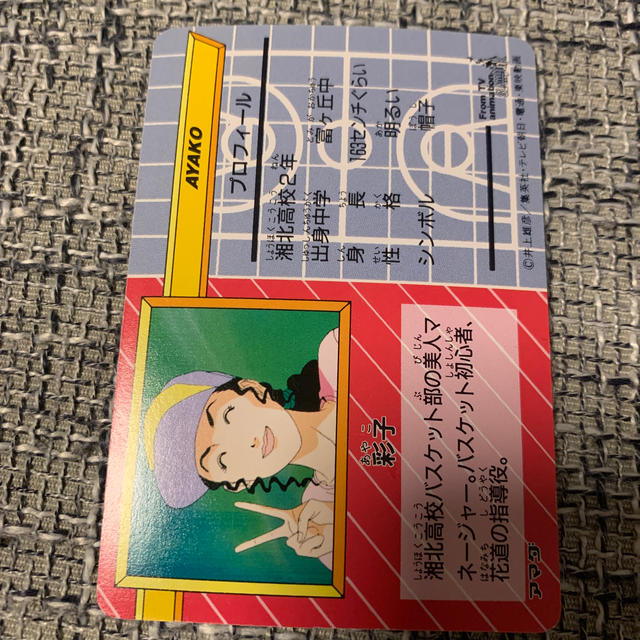 AYAKO
プロフィール
湘北高校2年
出身中学 富ヶ丘中
身長 163センチぐらい
性格 明るい
シンボル 帽子
From TV
animation
©井上雄彦/集英社・テレビ朝日・電通・東映動画
彩子
湘北高校バスケット部の美人マ
ネージャー。バスケット初心者、
花道の指導役。
アマダ